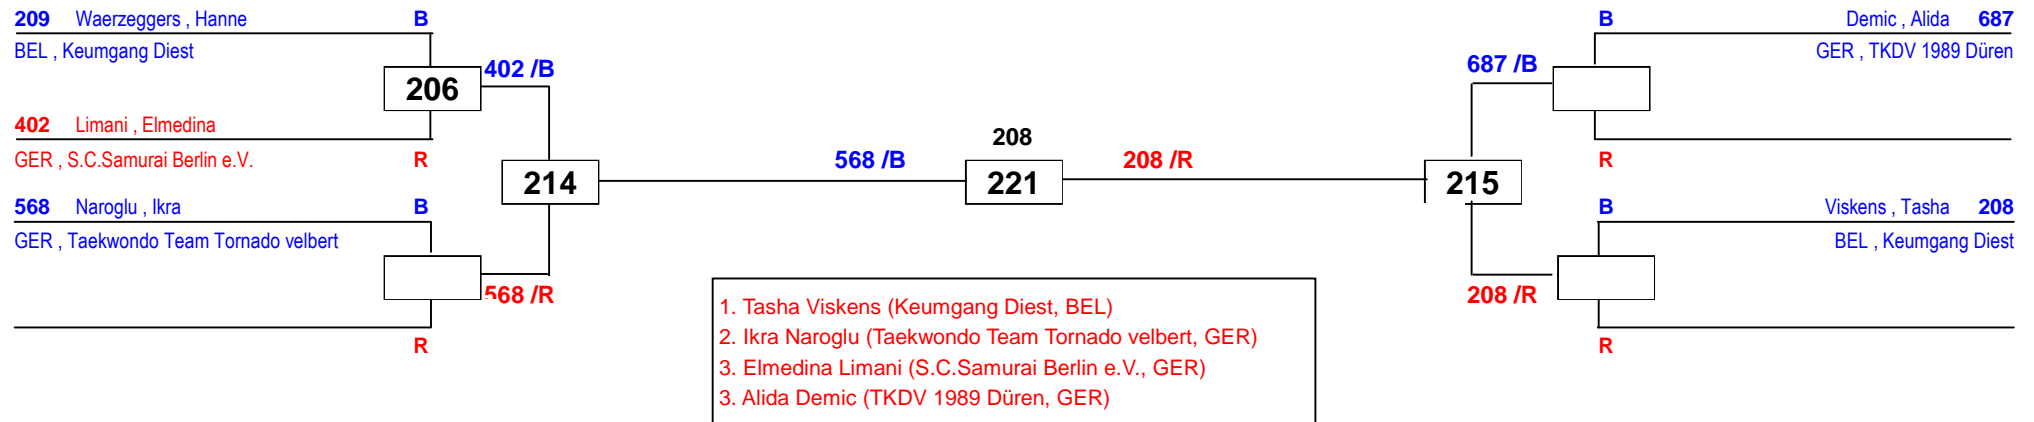 209 Waerzeggers , Hanne B
BEL , Keumgang Diest
402 /B
206
402 Limani , Elmedina
GER , S.C.Samurai Berlin e.V. R
214
568 Naroglu , Ikra B
GER , Taekwondo Team Tornado velbert
568 /R
R
568 /B
208
221
208 /R
B Demic , Alida 687
GER , TKDV 1989 Düren
687 /B
R
215
B Viskens , Tasha 208
BEL , Keumgang Diest
208 /R
R
1. Tasha Viskens (Keumgang Diest, BEL)
2. Ikra Naroglu (Taekwondo Team Tornado velbert, GER)
3. Elmedina Limani (S.C.Samurai Berlin e.V., GER)
3. Alida Demic (TKDV 1989 Düren, GER)